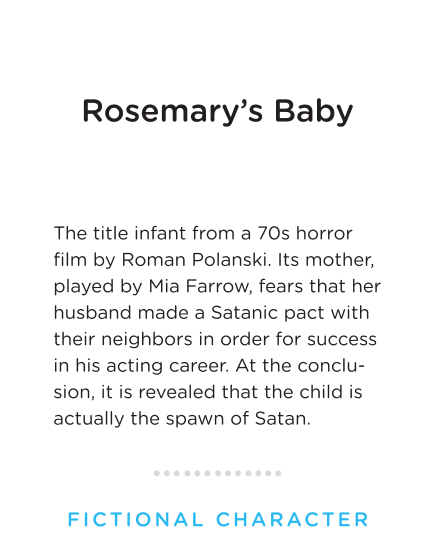 Rosemary’s Baby
The title infant from a 70s horror
film by Roman Polanski. Its mother,
played by Mia Farrow, fears that her
husband made a Satanic pact with
their neighbors in order for success
in his acting career. At the conclu-
sion, it is revealed that the child is
actually the spawn of Satan.
FICTIONAL CHARACTER